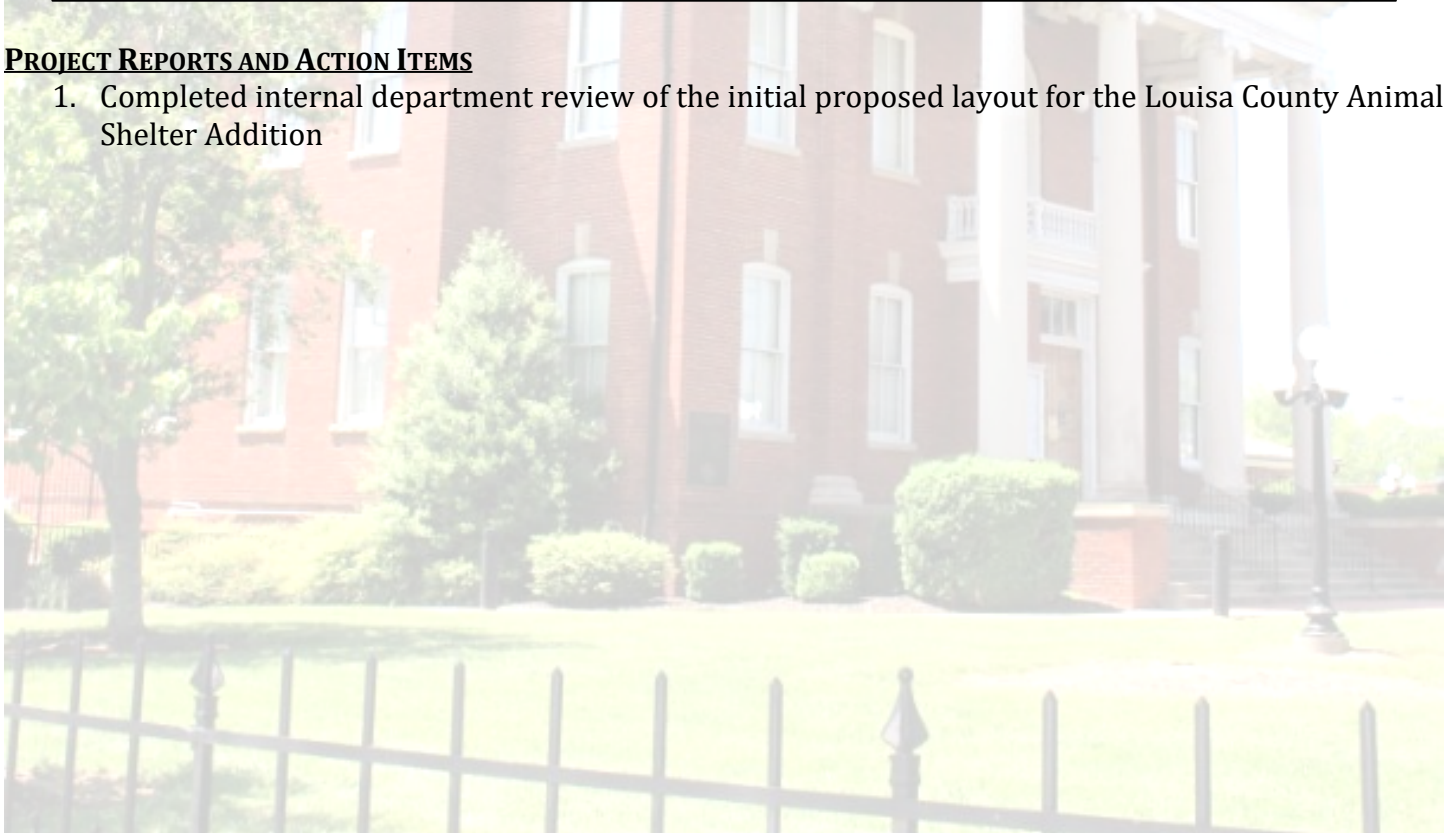 PROJECT REPORTS AND ACTION ITEMS
1. Completed internal department review of the initial proposed layout for the Louisa County Animal
Shelter Addition